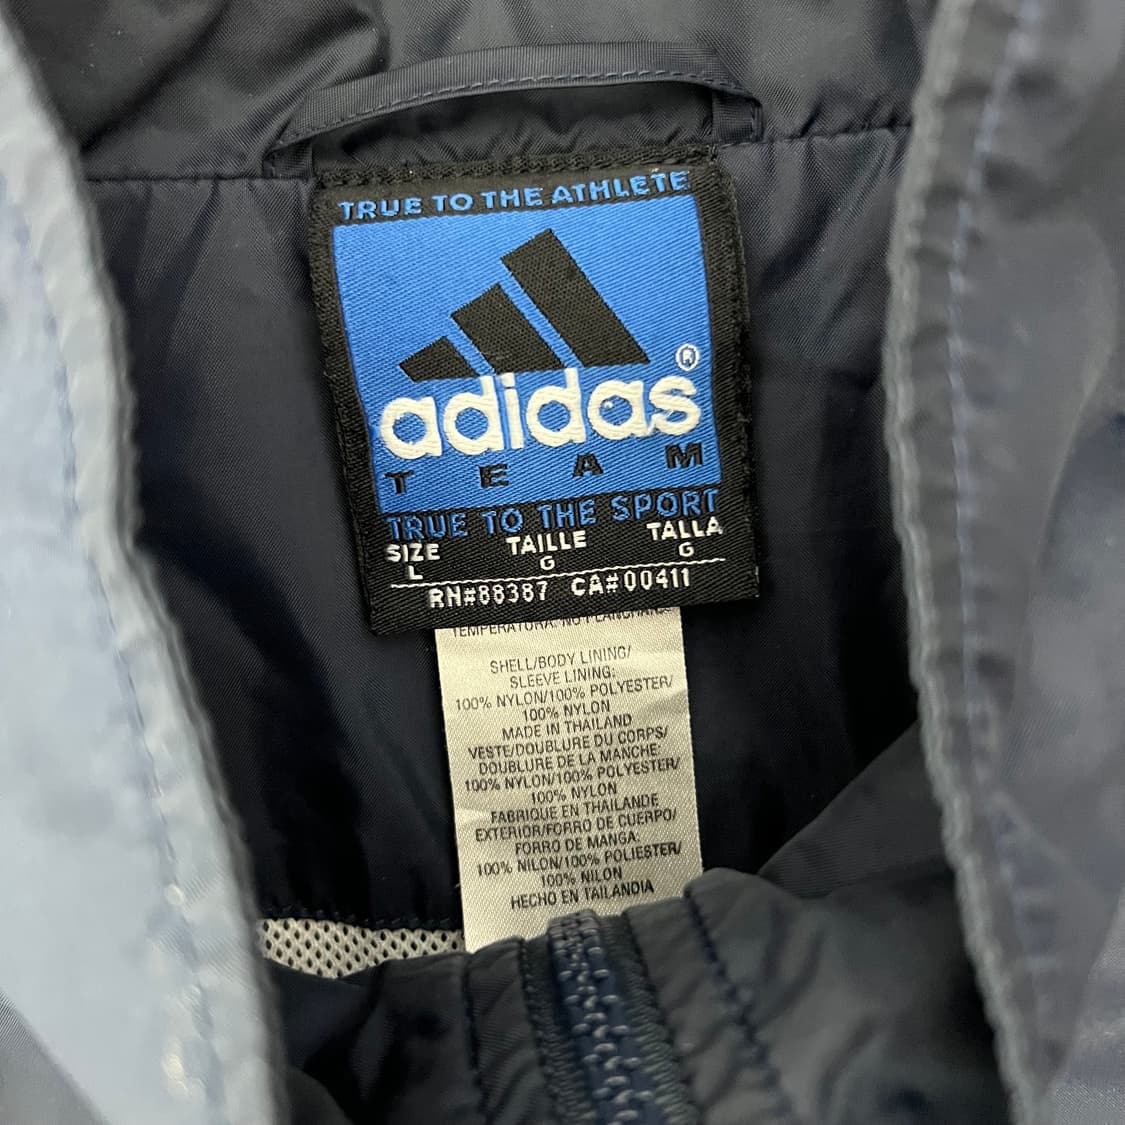 TRUE TO THE ATHLETE
®
adidas
TEAM
TRUE TO THE SPORT
SIZE TAILLE TALLA
L G G
RN#88387 CA#00411
TEMPERATURA. NO PLANCHAR.
SHELL/BODY LINING/
SLEEVE LINING:
100% NYLON/100% POLYESTER/
100% NYLON
MADE IN THAILAND
VESTE/DOUBLURE DU CORPS/
DOUBLURE DE LA MANCHE:
100% NYLON/100% POLYESTER/
100% NYLON
FABRIQUE EN THAILANDE
EXTERIOR/FORRO DE CUERPO/
FORRO DE MANGA:
100% NILON/100% POLIESTER/
100% NILON
HECHO EN TAILANDIA